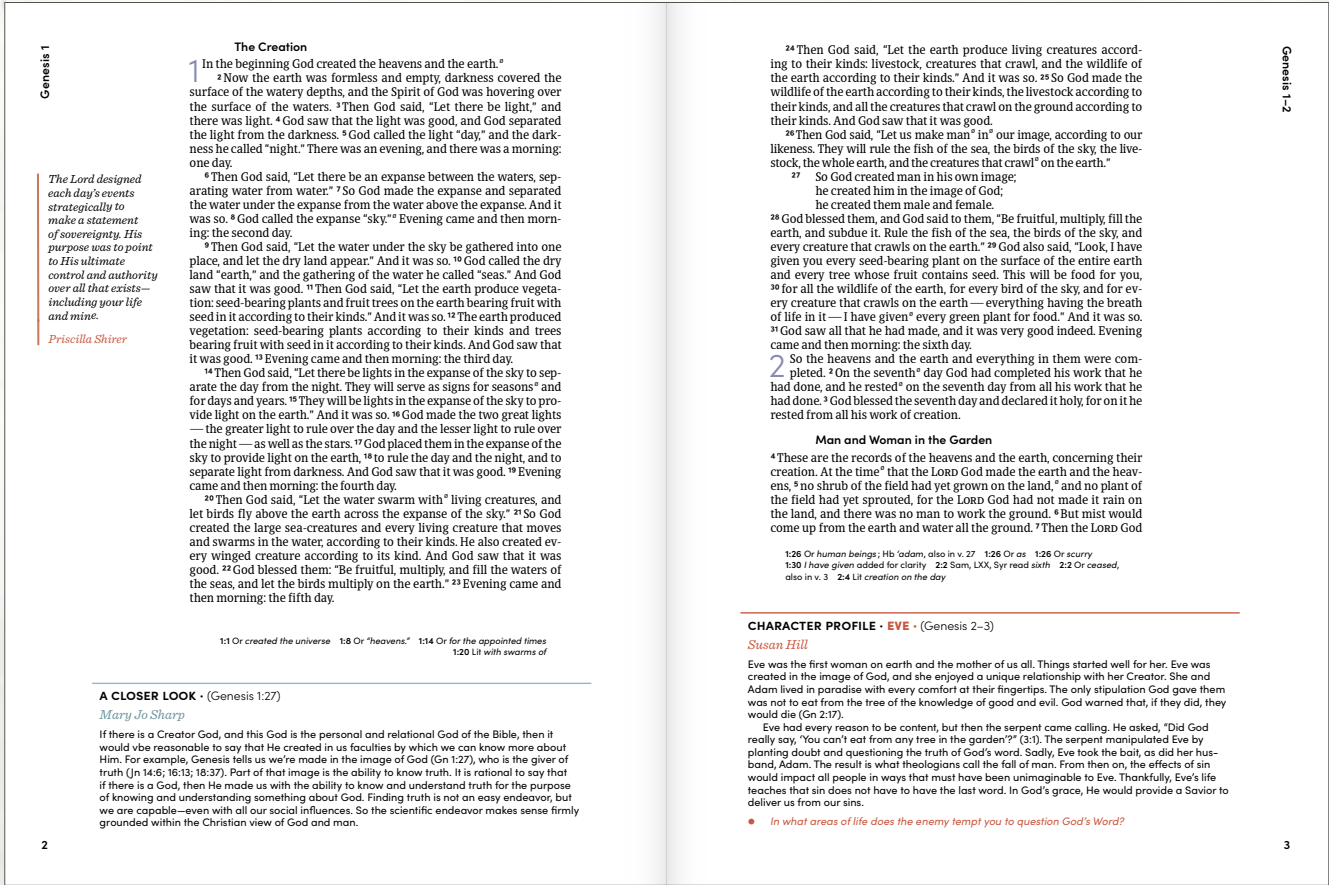 Genesis 1
The Creation
1 In the beginning God created the heavens and the earth.ᵃ
² Now the earth was formless and empty, darkness covered the
surface of the watery depths, and the Spirit of God was hovering over
the surface of the waters. ³ Then God said, “Let there be light,” and
there was light. ⁴ God saw that the light was good, and God separated
the light from the darkness. ⁵ God called the light “day,” and the dark-
ness he called “night.” There was an evening, and there was a morning:
one day.
⁶ Then God said, “Let there be an expanse between the waters, sep-
arating water from water.” ⁷ So God made the expanse and separated
the water under the expanse from the water above the expanse. And it
was so. ⁸ God called the expanse “sky.”ᵃ Evening came and then morn-
ing: the second day.
⁹ Then God said, “Let the water under the sky be gathered into one
place, and let the dry land appear.” And it was so. ¹⁰ God called the dry
land “earth,” and the gathering of the water he called “seas.” And God
saw that it was good. ¹¹ Then God said, “Let the earth produce vegeta-
tion: seed-bearing plants and fruit trees on the earth bearing fruit with
seed in it according to their kinds.” And it was so. ¹² The earth produced
vegetation: seed-bearing plants according to their kinds and trees
bearing fruit with seed in it according to their kinds. And God saw that
it was good. ¹³ Evening came and then morning: the third day.
¹⁴ Then God said, “Let there be lights in the expanse of the sky to sep-
arate the day from the night. They will serve as signs for seasonsᵃ and
for days and years. ¹⁵ They will be lights in the expanse of the sky to pro-
vide light on the earth.” And it was so. ¹⁶ God made the two great lights
— the greater light to rule over the day and the lesser light to rule over
the night — as well as the stars. ¹⁷ God placed them in the expanse of the
sky to provide light on the earth, ¹⁸ to rule the day and the night, and to
separate light from darkness. And God saw that it was good. ¹⁹ Evening
came and then morning: the fourth day.
²⁰ Then God said, “Let the water swarm withᵃ living creatures, and
let birds fly above the earth across the expanse of the sky.” ²¹ So God
created the large sea-creatures and every living creature that moves
and swarms in the water, according to their kinds. He also created ev-
ery winged creature according to its kind. And God saw that it was
good. ²² God blessed them: “Be fruitful, multiply, and fill the waters of
the seas, and let the birds multiply on the earth.” ²³ Evening came and
then morning: the fifth day.
The Lord designed
each day’s events
strategically to
make a statement
of sovereignty. His
purpose was to point
to His ultimate
control and authority
over all that exists—
including your life
and mine.
Priscilla Shirer
1:1 Or created the universe 1:8 Or “heavens.” 1:14 Or for the appointed times
1:20 Lit with swarms of
A CLOSER LOOK • (Genesis 1:27)
Mary Jo Sharp
If there is a Creator God, and this God is the personal and relational God of the Bible, then it
would vbe reasonable to say that He created in us faculties by which we can know more about
Him. For example, Genesis tells us we’re made in the image of God (Gn 1:27), who is the giver of
truth (Jn 14:6; 16:13; 18:37). Part of that image is the ability to know truth. It is rational to say that
if there is a God, then He made us with the ability to know and understand truth for the purpose
of knowing and understanding something about God. Finding truth is not an easy endeavor, but
we are capable—even with all our social influences. So the scientific endeavor makes sense firmly
grounded within the Christian view of God and man.
2
Genesis 1–2
²⁴ Then God said, “Let the earth produce living creatures accord-
ing to their kinds: livestock, creatures that crawl, and the wildlife of
the earth according to their kinds.” And it was so. ²⁵ So God made the
wildlife of the earth according to their kinds, the livestock according to
their kinds, and all the creatures that crawl on the ground according to
their kinds. And God saw that it was good.
²⁶ Then God said, “Let us make manᵃ inᵃ our image, according to our
likeness. They will rule the fish of the sea, the birds of the sky, the live-
stock, the whole earth, and the creatures that crawlᵃ on the earth.”
²⁷ So God created man in his own image;
he created him in the image of God;
he created them male and female.
²⁸ God blessed them, and God said to them, “Be fruitful, multiply, fill the
earth, and subdue it. Rule the fish of the sea, the birds of the sky, and
every creature that crawls on the earth.” ²⁹ God also said, “Look, I have
given you every seed-bearing plant on the surface of the entire earth
and every tree whose fruit contains seed. This will be food for you,
³⁰ for all the wildlife of the earth, for every bird of the sky, and for ev-
ery creature that crawls on the earth — everything having the breath
of life in it — I have givenᵃ every green plant for food.” And it was so.
³¹ God saw all that he had made, and it was very good indeed. Evening
came and then morning: the sixth day.
2 So the heavens and the earth and everything in them were com-
pleted. ² On the seventhᵃ day God had completed his work that he
had done, and he restedᵃ on the seventh day from all his work that he
had done. ³ God blessed the seventh day and declared it holy, for on it he
rested from all his work of creation.
Man and Woman in the Garden
⁴ These are the records of the heavens and the earth, concerning their
creation. At the timeᵃ that the LORD God made the earth and the heav-
ens, ⁵ no shrub of the field had yet grown on the land,ᵃ and no plant of
the field had yet sprouted, for the LORD God had not made it rain on
the land, and there was no man to work the ground. ⁶ But mist would
come up from the earth and water all the ground. ⁷ Then the LORD God
1:26 Or human beings; Hb ’adam, also in v. 27 1:26 Or as 1:26 Or scurry
1:30 I have given added for clarity 2:2 Sam, LXX, Syr read sixth 2:2 Or ceased,
also in v. 3 2:4 Lit creation on the day
CHARACTER PROFILE • EVE • (Genesis 2–3)
Susan Hill
Eve was the first woman on earth and the mother of us all. Things started well for her. Eve was
created in the image of God, and she enjoyed a unique relationship with her Creator. She and
Adam lived in paradise with every comfort at their fingertips. The only stipulation God gave them
was not to eat from the tree of the knowledge of good and evil. God warned that, if they did, they
would die (Gn 2:17).
Eve had every reason to be content, but then the serpent came calling. He asked, “Did God
really say, ‘You can’t eat from any tree in the garden’?” (3:1). The serpent manipulated Eve by
planting doubt and questioning the truth of God’s word. Sadly, Eve took the bait, as did her hus-
band, Adam. The result is what theologians call the fall of man. From then on, the effects of sin
would impact all people in ways that must have been unimaginable to Eve. Thankfully, Eve’s life
teaches that sin does not have to have the last word. In God’s grace, He would provide a Savior to
deliver us from our sins.
• In what areas of life does the enemy tempt you to question God’s Word?
3